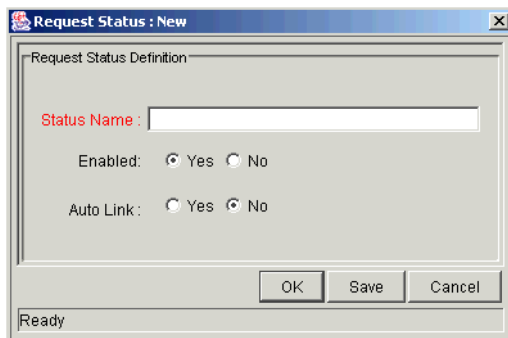 Request Status : New
Request Status Definition
Status Name :
Enabled: Yes No
Auto Link : Yes No
OK Save Cancel
Ready